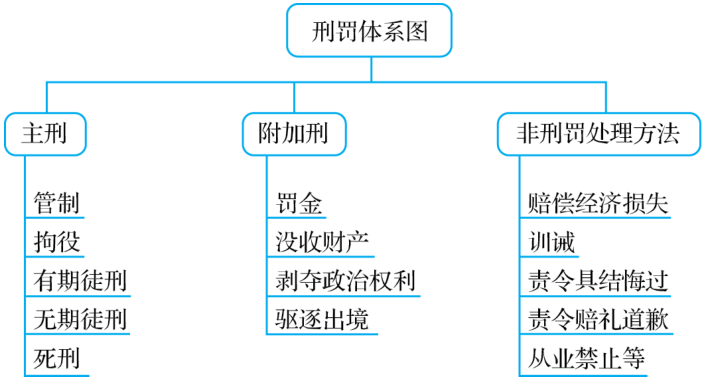 刑罚体系图
主刑
管制
拘役
有期徒刑
无期徒刑
死刑
附加刑
罚金
没收财产
剥夺政治权利
驱逐出境
非刑罚处理方法
赔偿经济损失
训诫
责令具结悔过
责令赔礼道歉
从业禁止等